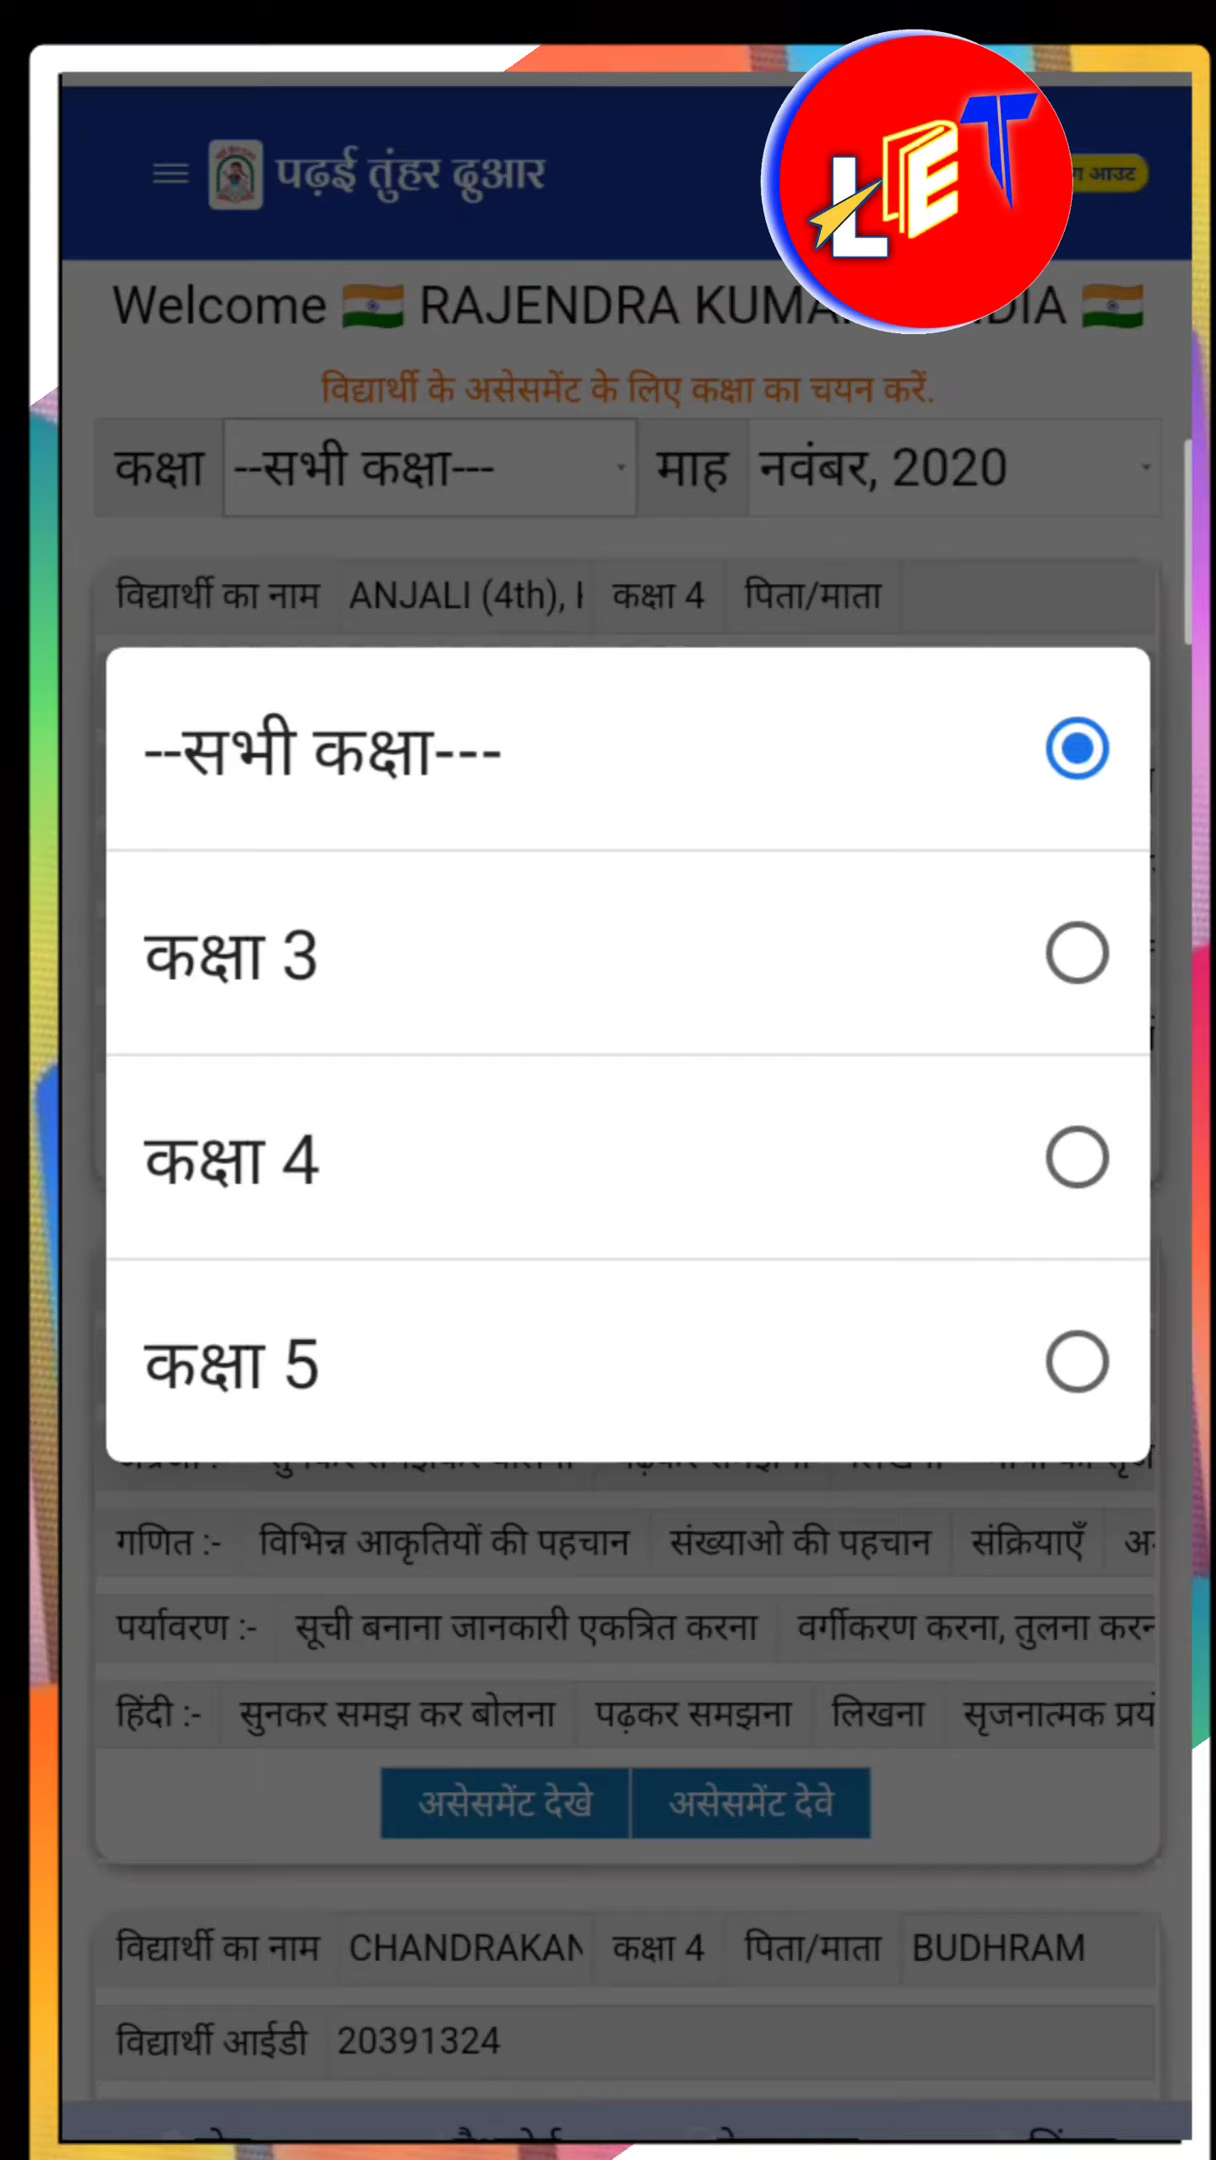 LET
पढ़ई तुंहर दुआर
आउट
Welcome 🇮🇳 RAJENDRA 🇮🇳
विद्यार्थी के असेसमेंट के लिए कक्षा का चयन करें.
कक्षा --सभी कक्षा--- माह नवंबर, 2020
विद्यार्थी का नाम ANJALI (4th), कक्षा 4 पिता/माता
--सभी कक्षा---
कक्षा 3
कक्षा 4
कक्षा 5
गणित :- विभिन्न आकृतियों की पहचान संख्याओ की पहचान संक्रियाएँ
पर्यावरण :- सूची बनाना जानकारी एकत्रित करना वर्गीकरण करना, तुलना
हिंदी :- सुनकर समझ कर बोलना पढ़कर समझना लिखना सृजनात्मक
असेसमेंट देखे असेसमेंट देवे
विद्यार्थी का नाम CHANDRAKAN कक्षा 4 पिता/माता BUDHRAM
विद्यार्थी आईडी 20391324